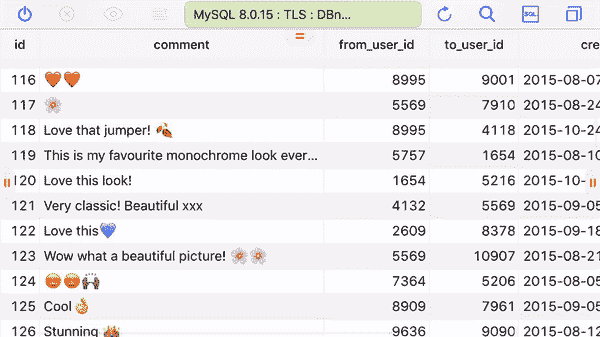 MySQL 8.0.15 : TLS : DBn...
SQL
id comment from_user_id to_user_id cre
116 🧡🧡 8995 9001 2015-08-07
117 🌸 5569 7910 2015-08-24
118 Love that jumper! 🍂 8995 4118 2015-10-24
119 This is my favourite monochrome look ever... 5757 1654 2015-08-10
120 Love this look! 1654 5216 2015-10-
121 Very classic! Beautiful xxx 4132 5569 2015-09-05
122 Love this💙 2609 8378 2015-09-18
123 Wow what a beautiful picture! 🌸🌸 5569 10907 2015-08-21
124 😍😍🙌 7364 5206 2015-08-05
125 Cool👌 8909 7961 2015-09-05
126 Stunning 9636 9090 2015-08-12